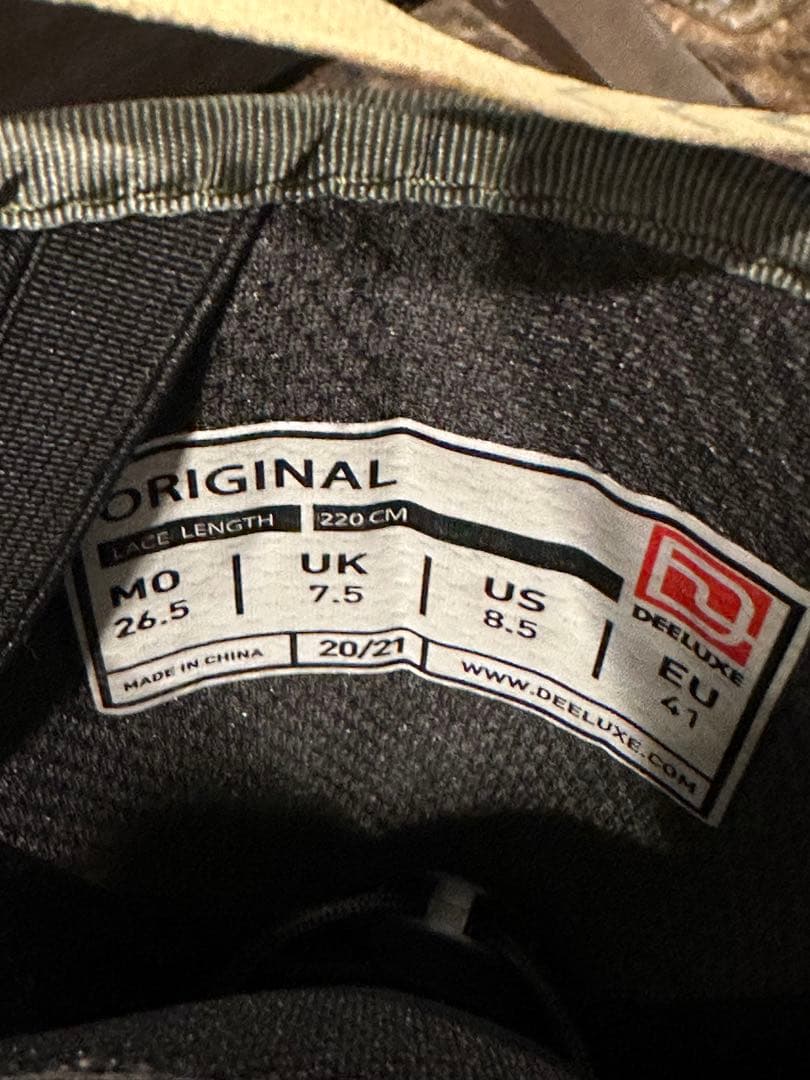 ORIGINAL
LACE LENGTH 220 CM
MO UK US EU
26.5 7.5 8.5 41
DEELUXE
MADE IN CHINA 20/21 WWW.DEELUXE.COM